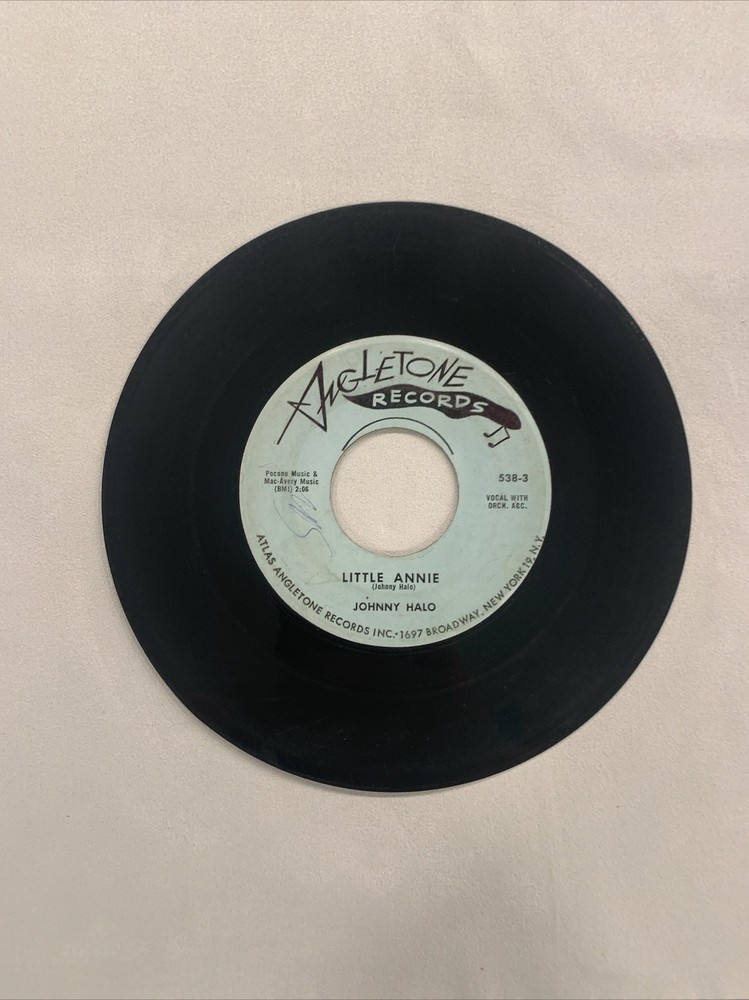 ANGLETONE
RECORDS
Pocono Music &
Mac-Avery Music
(BMI) 2:06
538-3
VOCAL WITH
ORCH. ACC.
LITTLE ANNIE
(Johnny Halo)
JOHNNY HALO
ATLAS ANGLETONE RECORDS INC.•1697 BROADWAY, NEW YORK 19, N.Y.